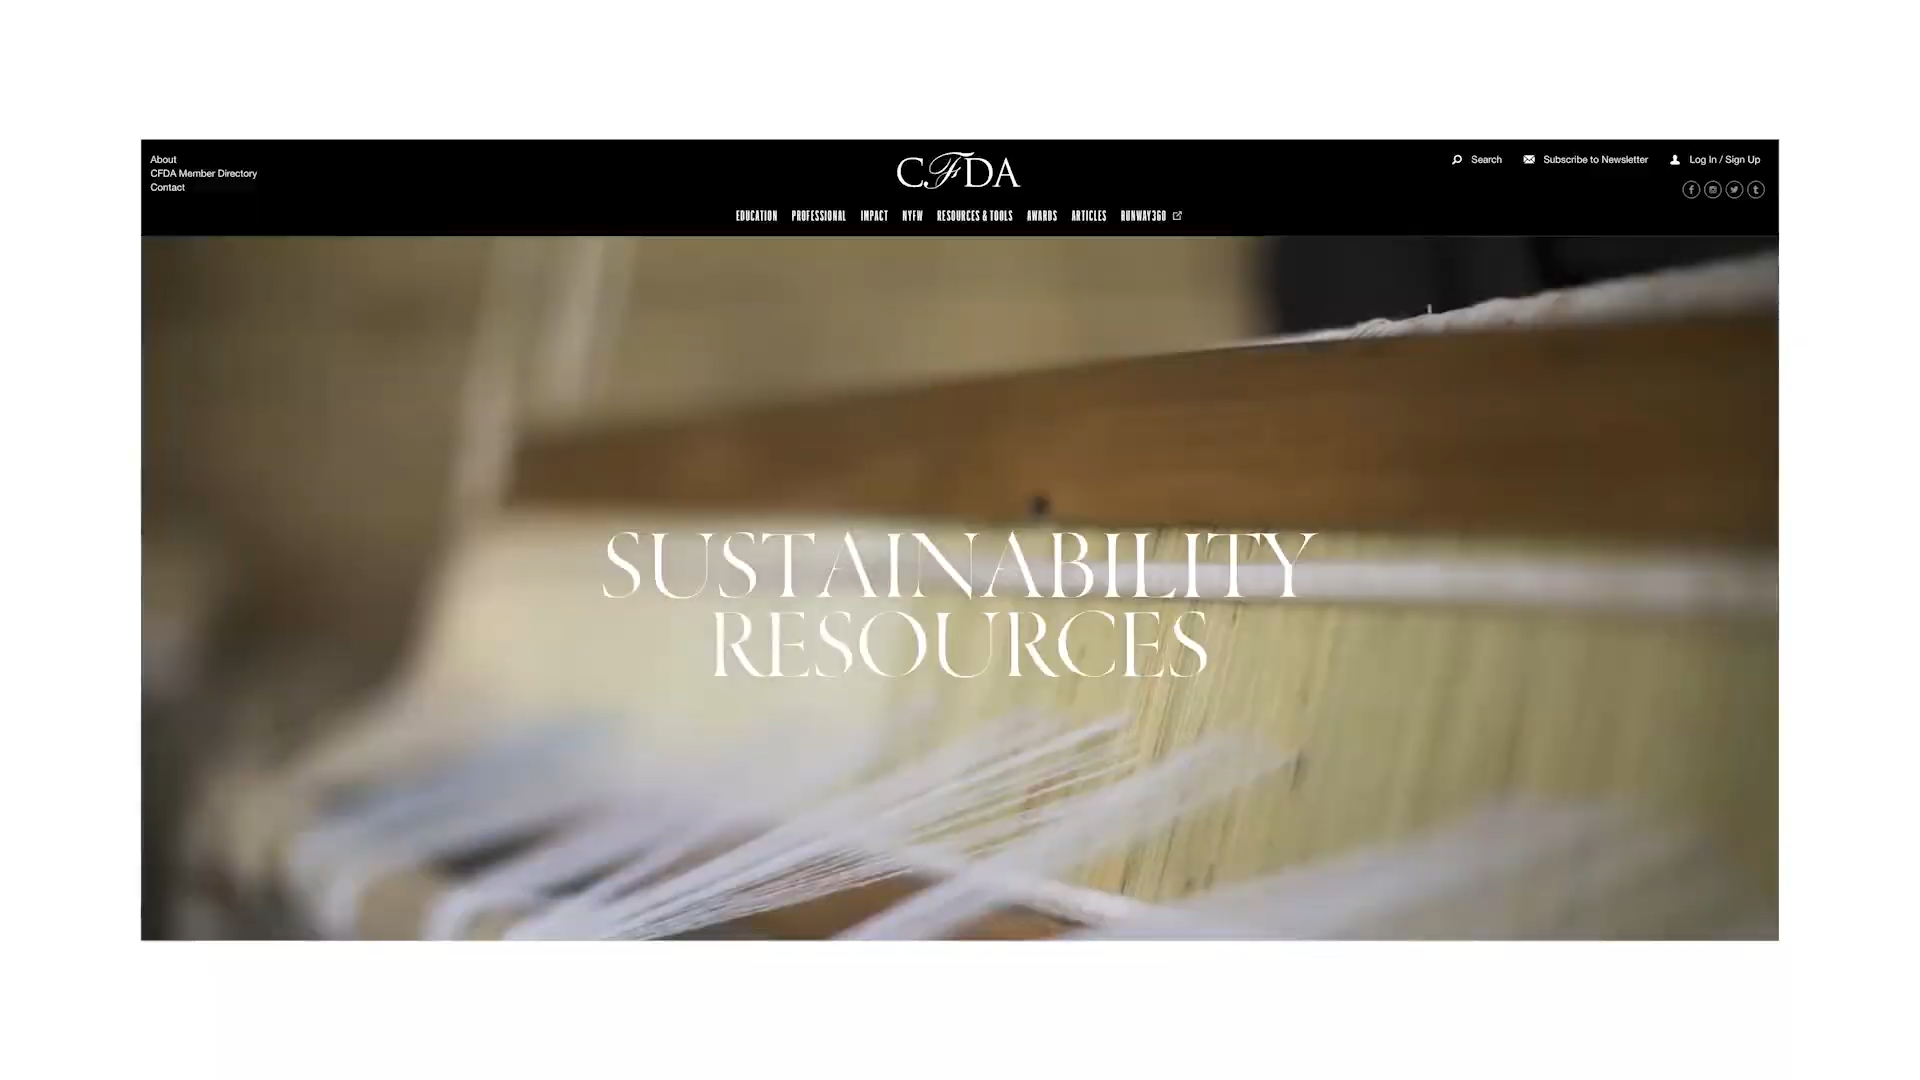 About
CFDA Member Directory
Contact
CFDA
Search
Subscribe to Newsletter
Log In / Sign Up
EDUCATION PROFESSIONAL IMPACT NYFW RESOURCES & TOOLS AWARDS ARTICLES RUNWAY360
SUSTAINABILITY
RESOURCES